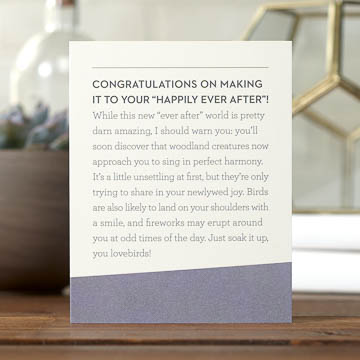 CONGRATULATIONS ON MAKING
IT TO YOUR “HAPPILY EVER AFTER”!
While this new “ever after” world is pretty
darn amazing, I should warn you: you’ll
soon discover that woodland creatures now
approach you to sing in perfect harmony.
It’s a little unsettling at first, but they’re only
trying to share in your newlywed joy. Birds
are also likely to land on your shoulders with
a smile, and fireworks may erupt around
you at odd times of the day. Just soak it up,
you lovebirds!